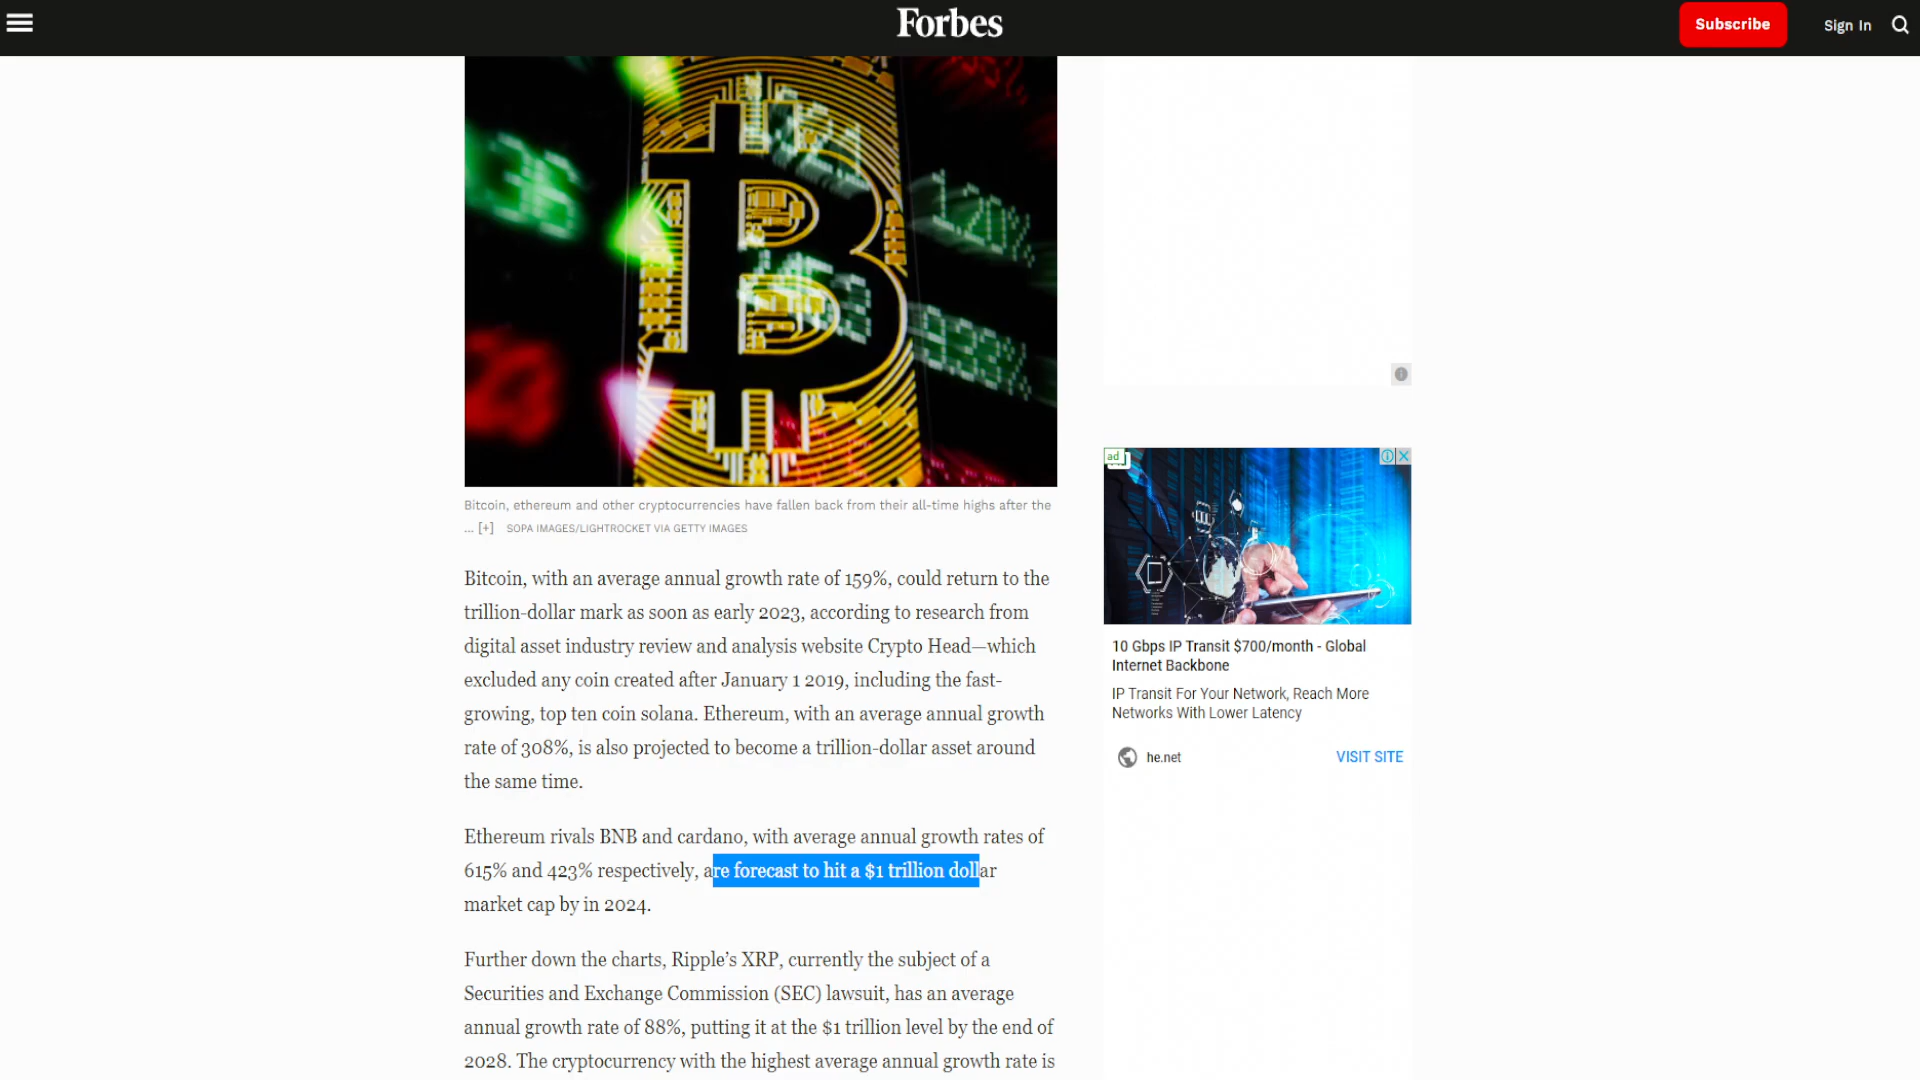 Forbes
Subscribe
Sign In
1.20%
Bitcoin, ethereum and other cryptocurrencies have fallen back from their all-time highs after the
... [+] SOPA IMAGES/LIGHTROCKET VIA GETTY IMAGES
Bitcoin, with an average annual growth rate of 159%, could return to the
trillion-dollar mark as soon as early 2023, according to research from
digital asset industry review and analysis website Crypto Head—which
excluded any coin created after January 1 2019, including the fast-
growing, top ten coin solana. Ethereum, with an average annual growth
rate of 308%, is also projected to become a trillion-dollar asset around
the same time.
Ethereum rivals BNB and cardano, with average annual growth rates of
615% and 423% respectively, are forecast to hit a $1 trillion dollar
market cap by in 2024.
Further down the charts, Ripple's XRP, currently the subject of a
Securities and Exchange Commission (SEC) lawsuit, has an average
annual growth rate of 88%, putting it at the $1 trillion level by the end of
2028. The cryptocurrency with the highest average annual growth rate is
ad
10 Gbps IP Transit $700/month - Global
Internet Backbone
IP Transit For Your Network, Reach More
Networks With Lower Latency
he.net
VISIT SITE